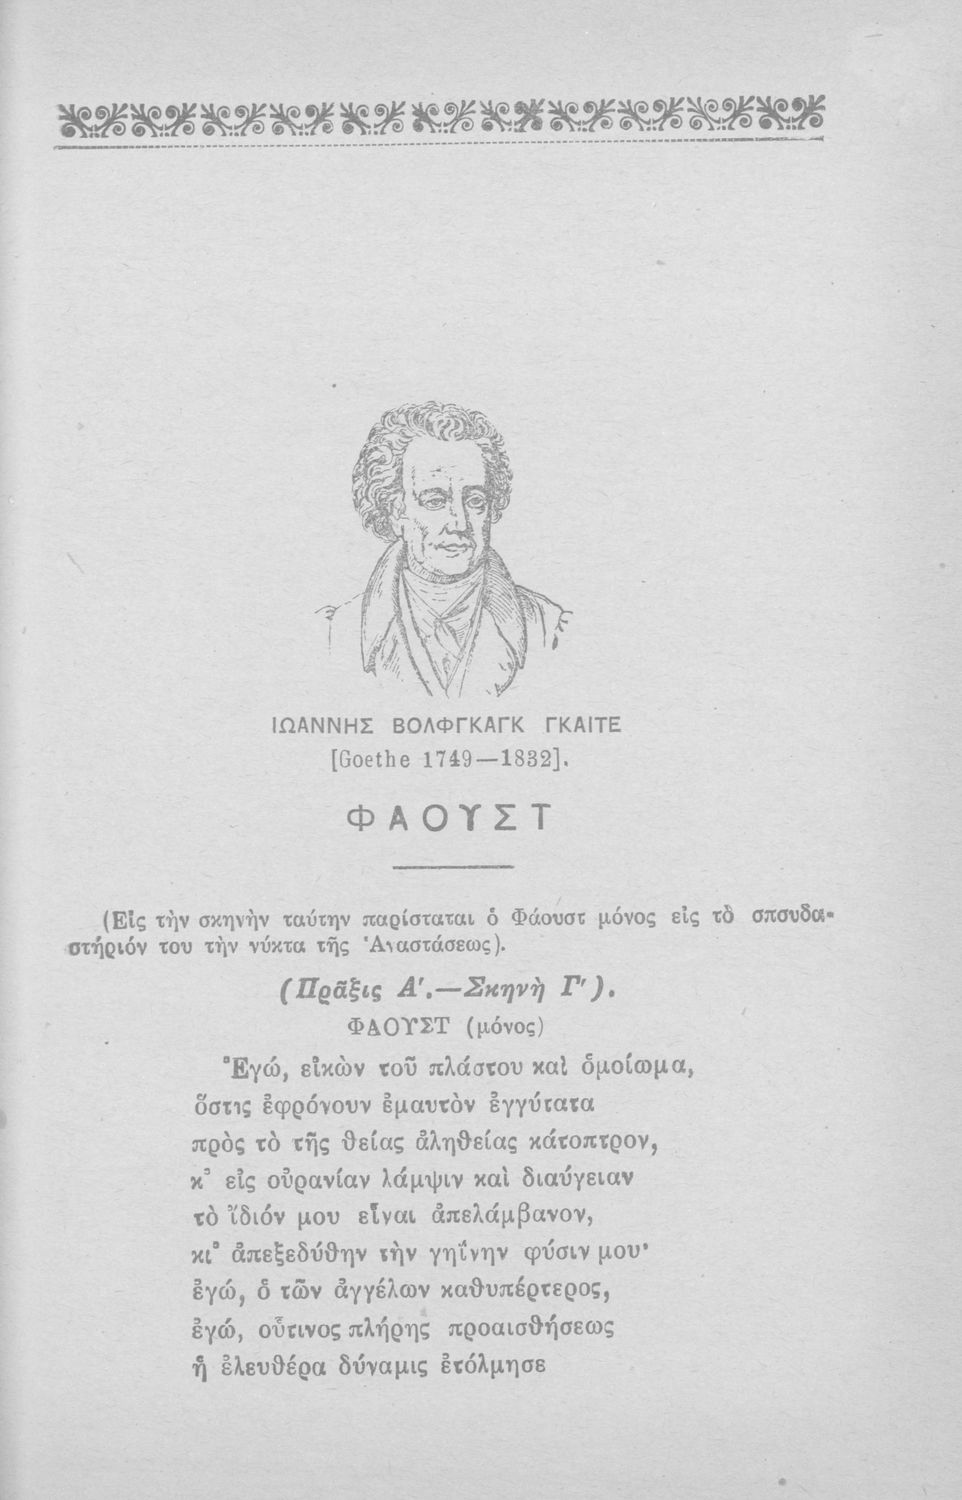 ΙΩΑΝΝΗΣ ΒΟΛΦΓΚΑΓΚ ΓΚΑΙΤΕ
[Goethe 1749—1832].
ΦΑΟΥΣΤ
(Εἰς τὴν σκηνὴν ταύτην παρίσταται ὁ Φάουστ μόνος εἰς τὸ σπσυδα-
στήριόν του τὴν νύκτα τῆς Ἀναστάσεως).
(Πρᾶξις Α'.—Σκηνὴ Γ').
ΦΑΟΥΣΤ (μόνος)
Ἐγώ, εἰκὼν τοῦ πλάστου καὶ ὁμοίωμα,
ὅστις ἐφρόνουν ἐμαυτὸν ἐγγύτατα
πρὸς τὸ τῆς θείας ἀληθείας κάτοπτρον,
κ' εἰς οὐρανίαν λάμψιν καὶ διαύγειαν
τὸ ἴδιόν μου εἶναι ἀπελάμβανον,
κι' ἀπεξεδύθην τὴν γηΐνην φύσιν μου·
ἐγώ, ὁ τῶν ἀγγέλων καθυπέρτερος,
ἐγώ, οὗτινος πλήρης προαισθήσεως
ἡ ἐλευθέρα δύναμις ἐτόλμησε